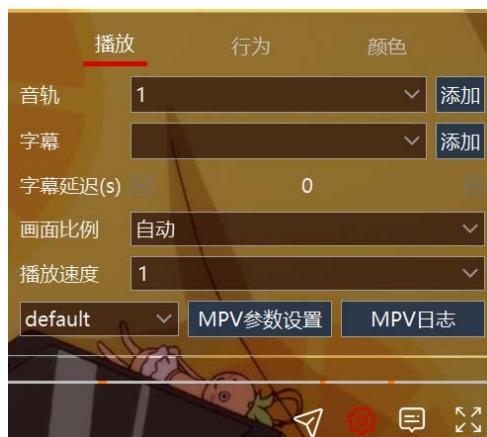 播放 行为 颜色
音轨 1 添加
字幕 添加
字幕延迟(s) 0
画面比例 自动
播放速度 1
default MPV参数设置 MPV日志